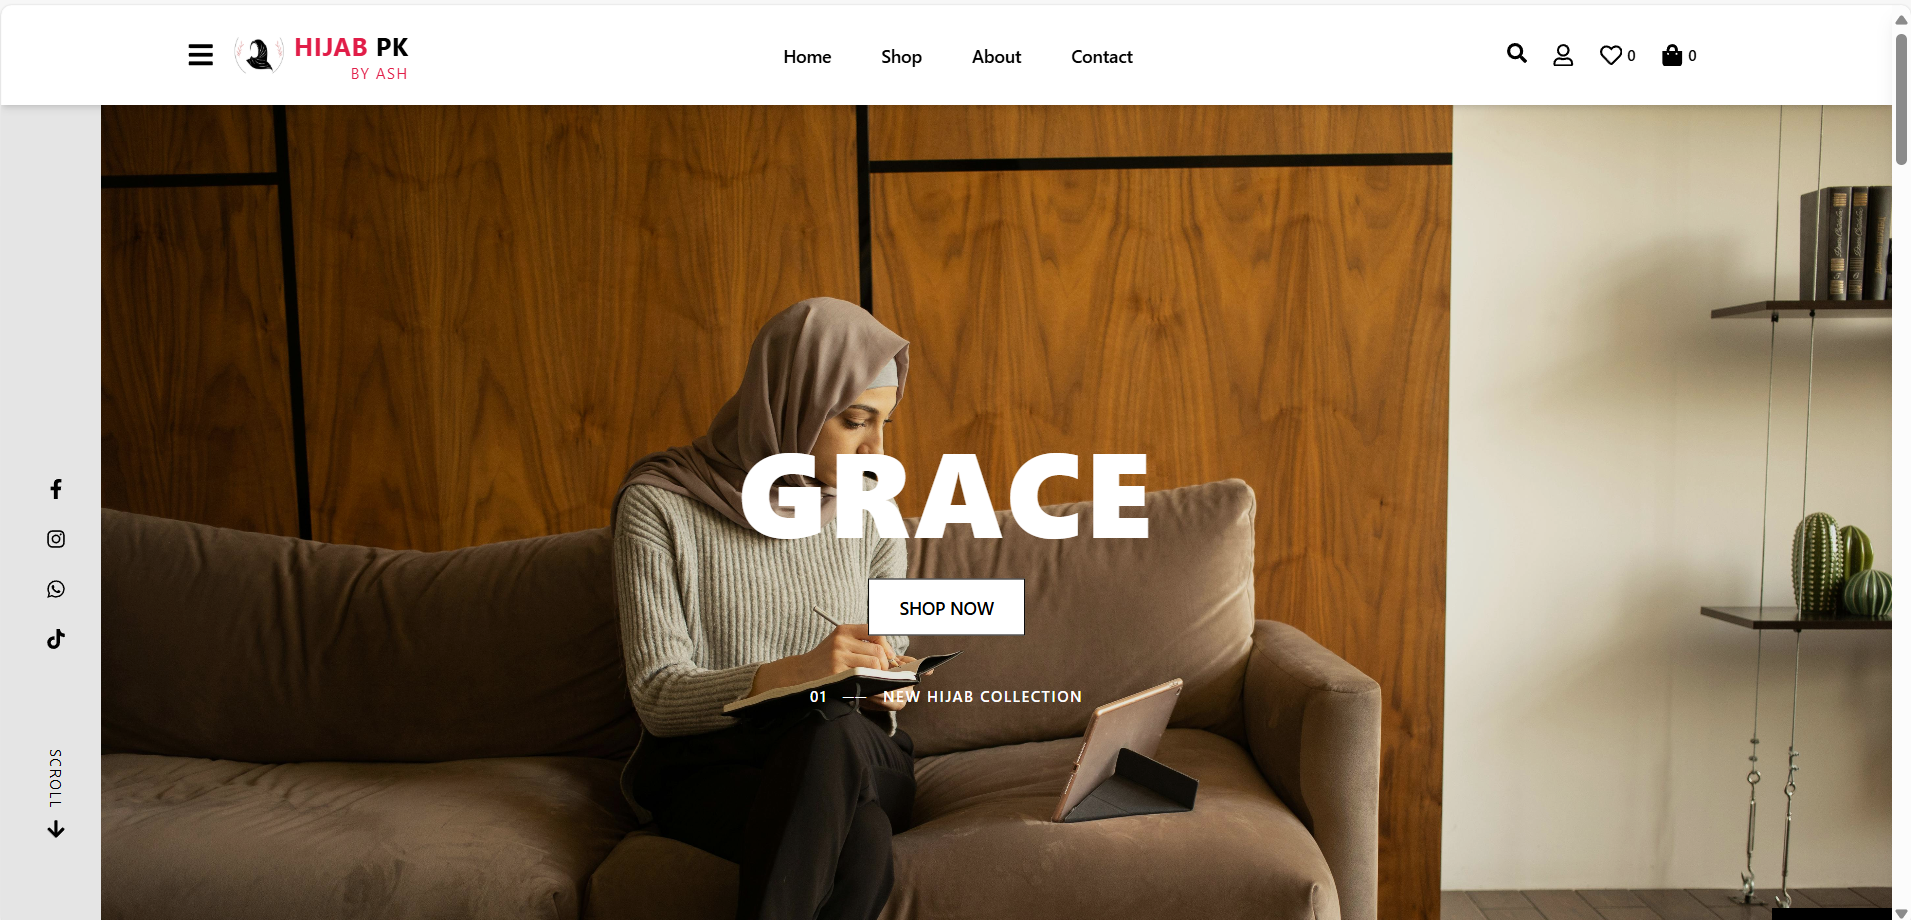 HIJAB PK
BY ASH
Home
Shop
About
Contact
0
0
GRACE
SHOP NOW
01 — NEW HIJAB COLLECTION
SCROLL